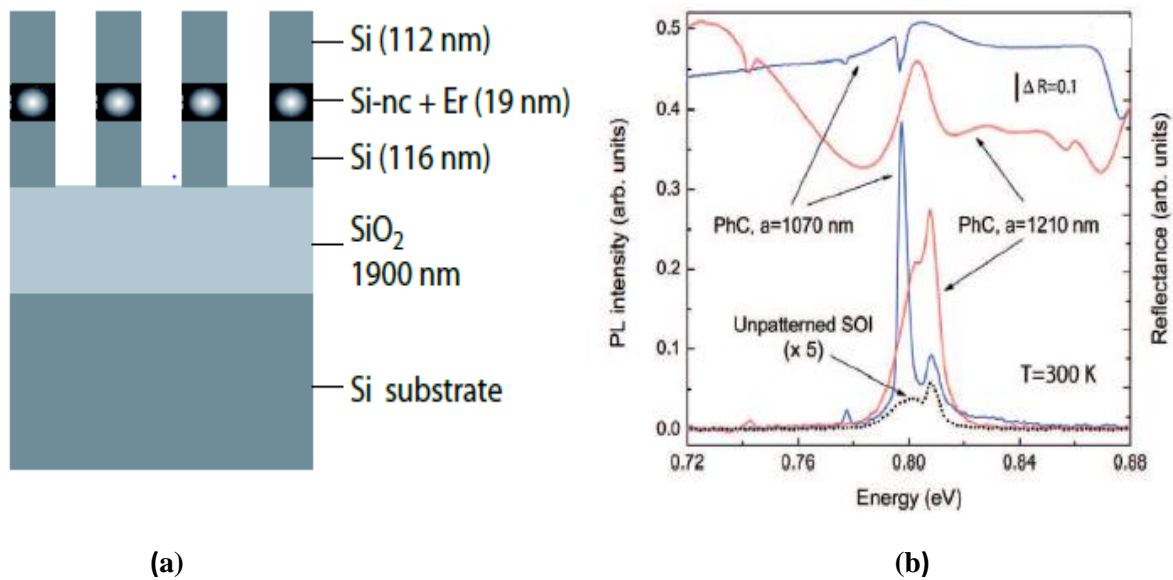 Si (112 nm)
Si-nc + Er (19 nm)
Si (116 nm)
SiO₂
1900 nm
Si substrate
(a)
PL intensity (arb. units)
0.5
0.4
0.3
0.2
0.1
0.0
Δ R=0.1
PhC, a=1070 nm
PhC, a=1210 nm
Unpatterned SOI
(x 5)
T=300 K
0.72
0.76
0.80
0.84
0.88
Energy (eV)
Reflectance (arb. units)
(b)